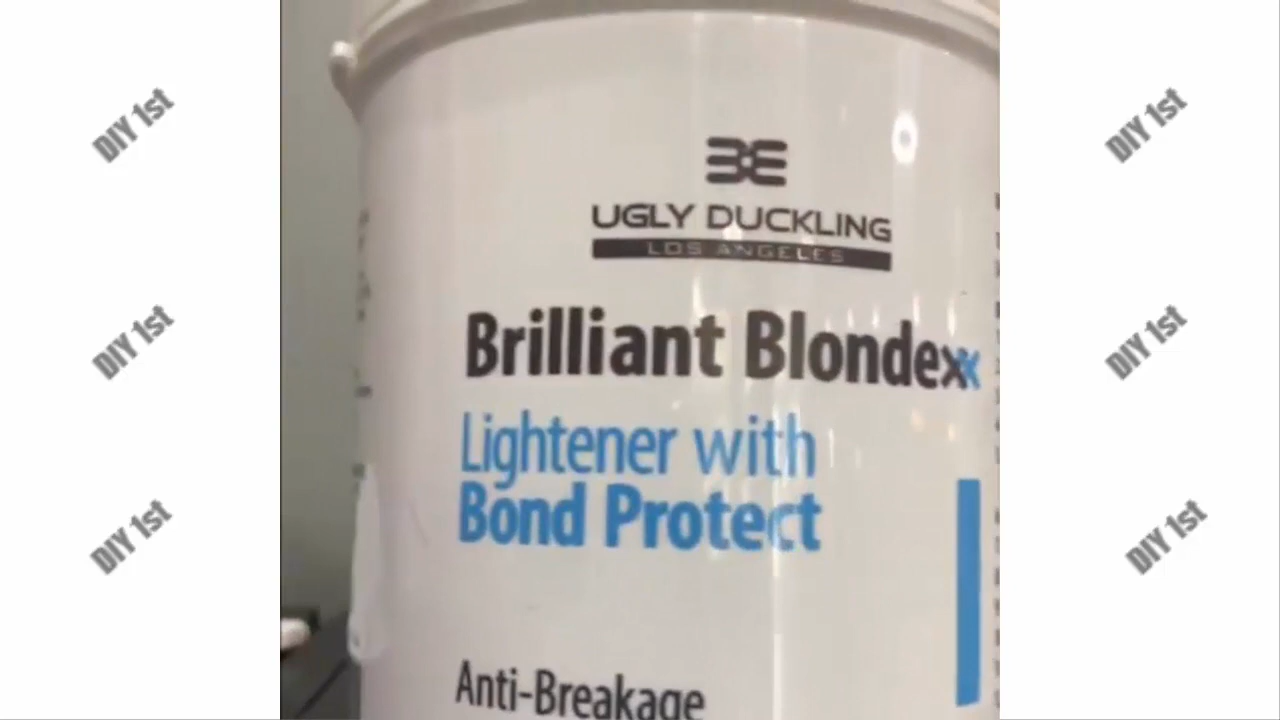 DIY 1st
DIY 1st
DIY 1st
UGLY DUCKLING
LOS ANGELES
Brilliant Blondexx
Lightener with
Bond Protect
Anti-Breakage
DIY 1st
DIY 1st
DIY 1st